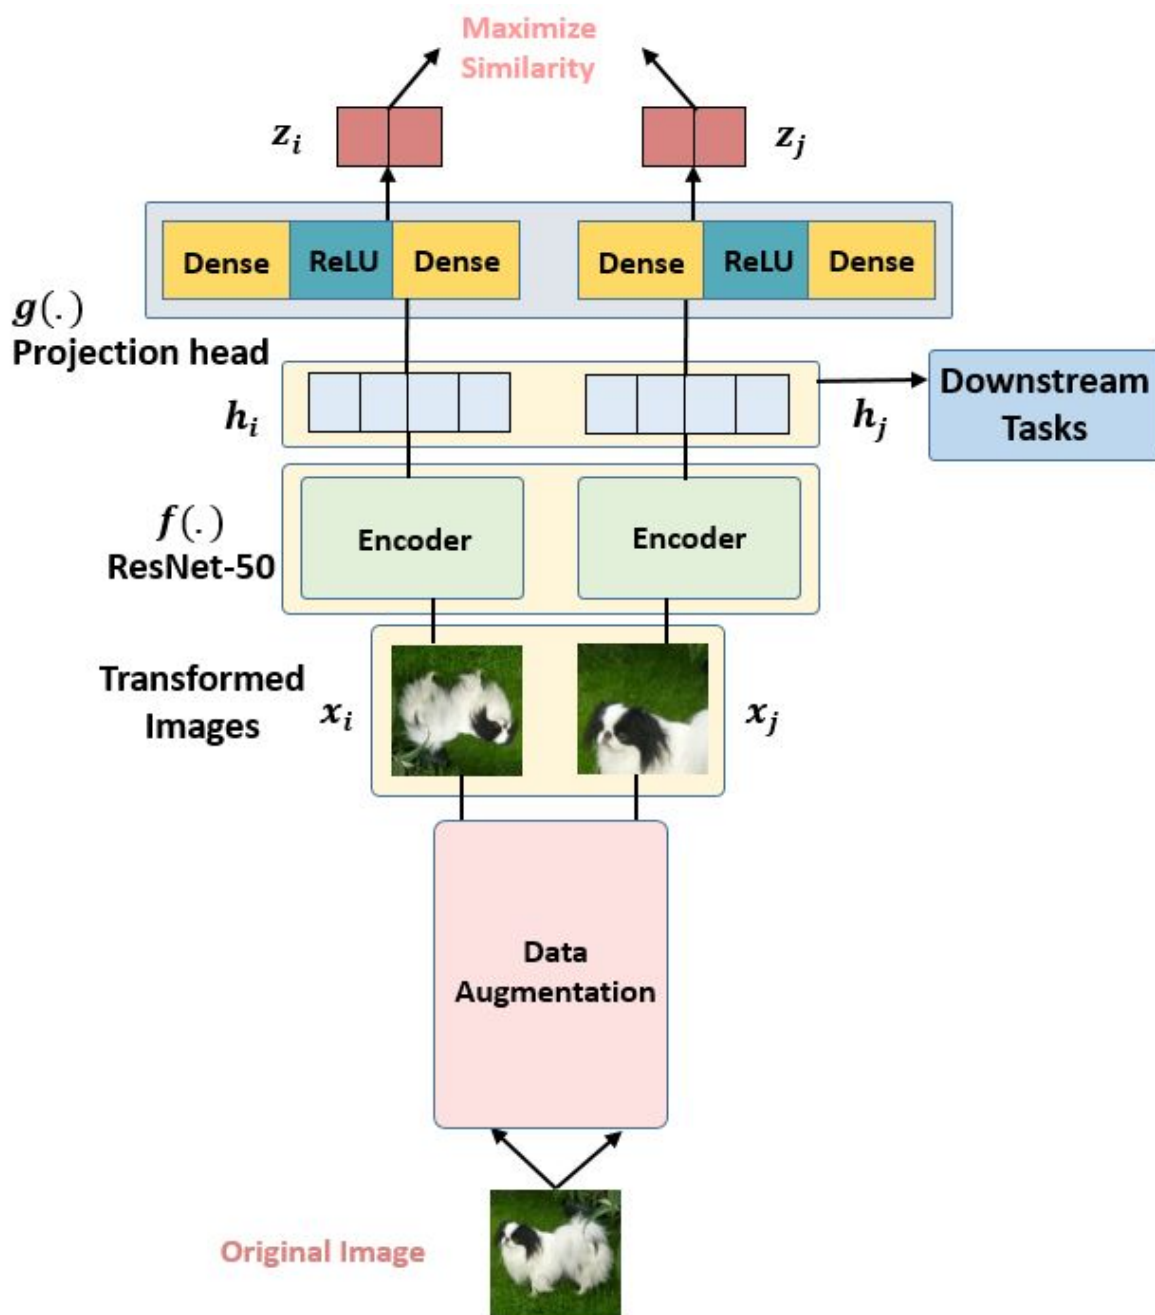 Maximize
Similarity
z_i
z_j
Dense
ReLU
Dense
Dense
ReLU
Dense
g(.)
Projection head
h_i
h_j
Downstream
Tasks
f(.)
ResNet-50
Encoder
Encoder
Transformed
Images
x_i
x_j
Data
Augmentation
Original Image